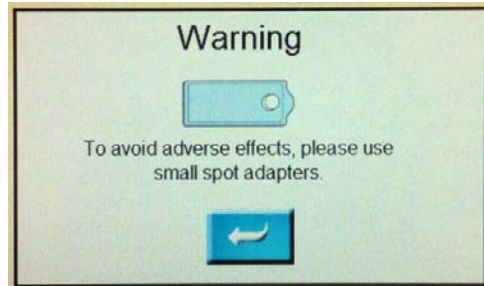 Warning
To avoid adverse effects, please use
small spot adapters.